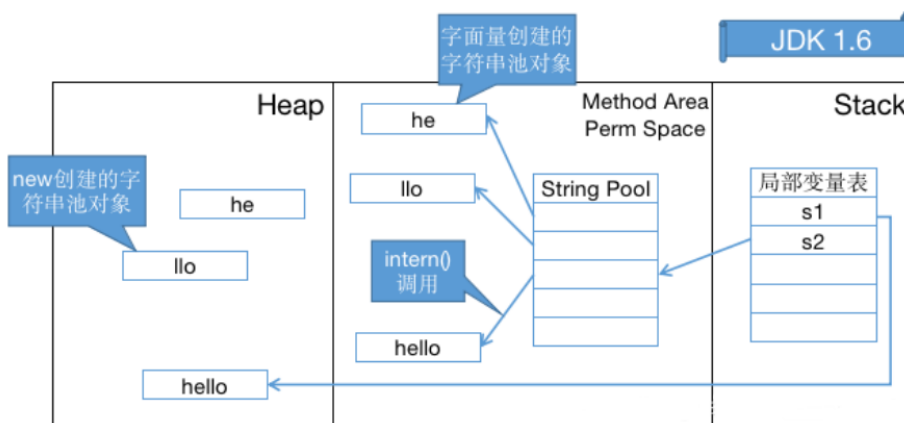 字面量创建的
字符串池对象
JDK 1.6
Heap
Method Area
Perm Space
Stack
he
new创建的字
符串池对象
he
llo
String Pool
局部变量表
s1
s2
llo
intern()
调用
hello
hello